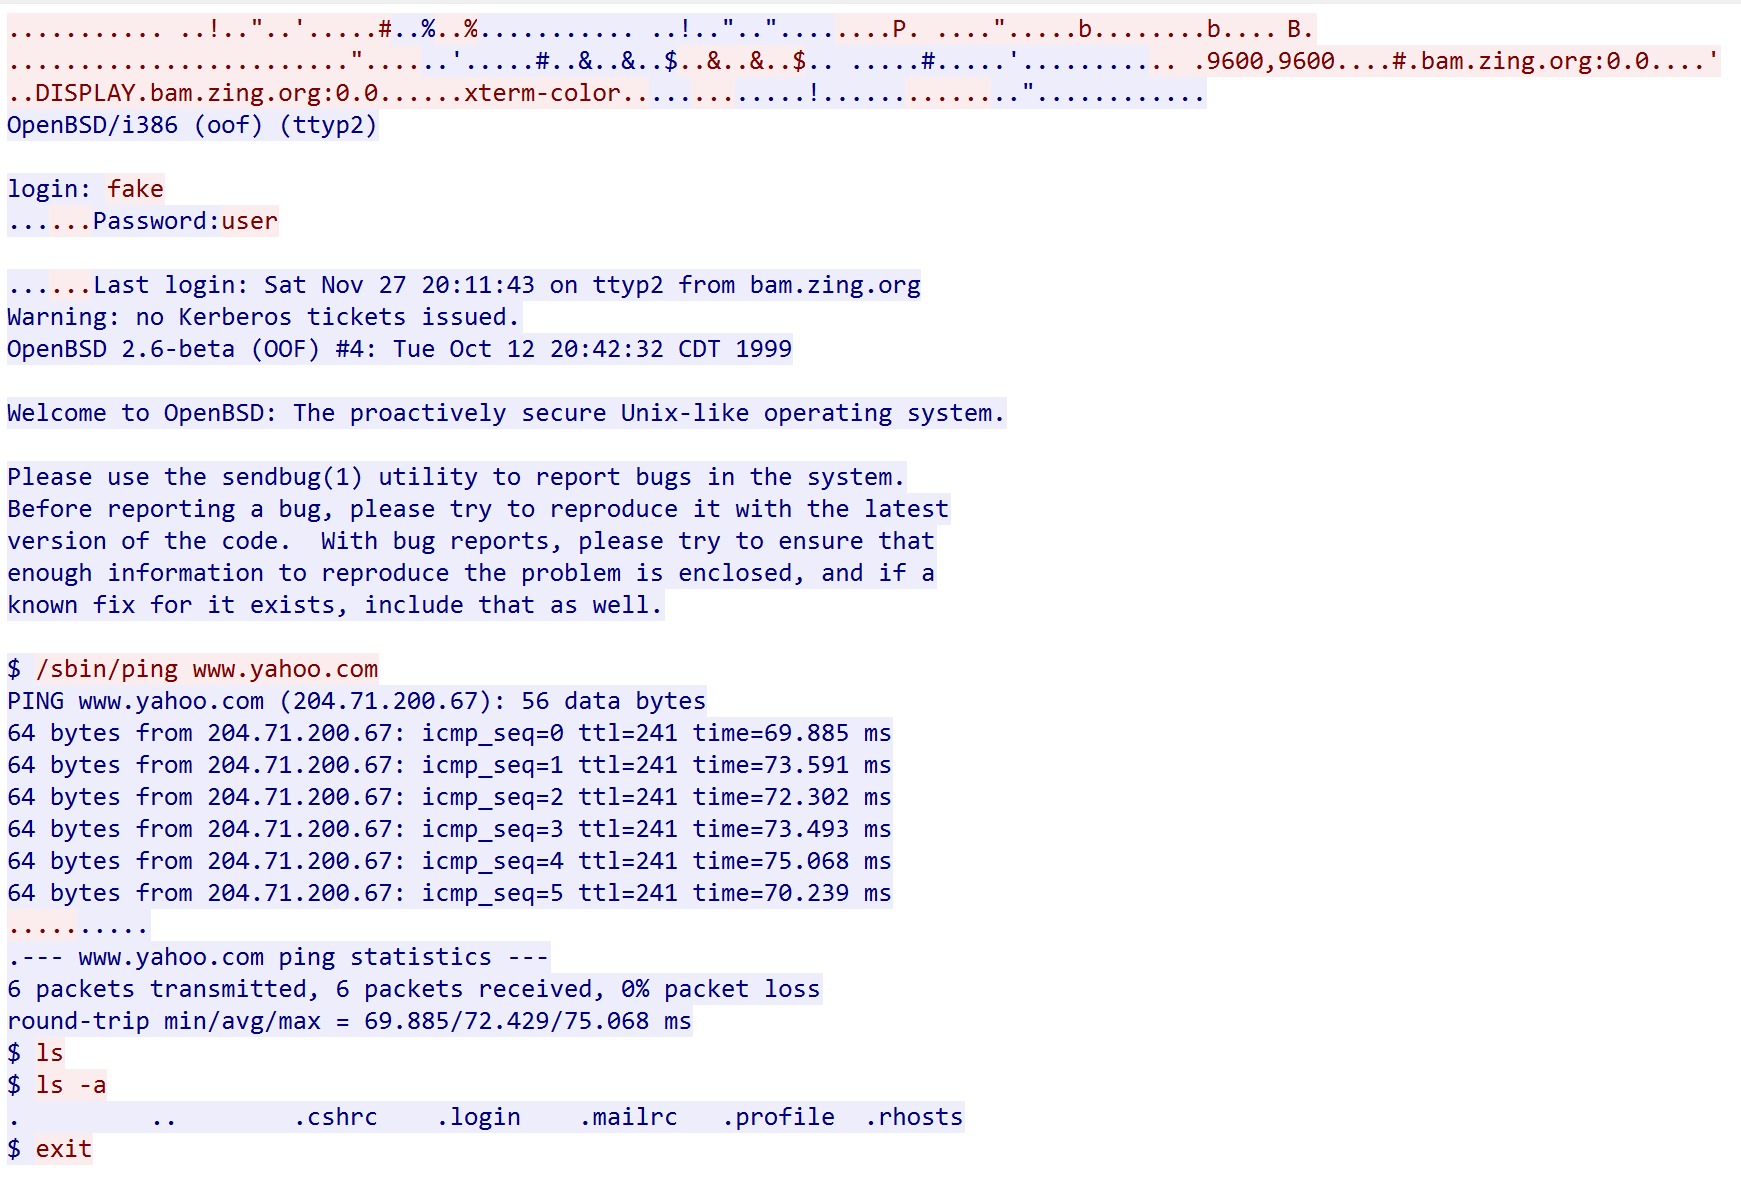 ........... ..!.."..'.....#..%..%........... ..!..".."........P. ....".....b........b.... B.
........................"......'.....#..&..&..$..&..&..$.. .....#.....'........... .9600,9600....#.bam.zing.org:0.0....'
..DISPLAY.bam.zing.org:0.0......xterm-color.............!.............."............
OpenBSD/i386 (oof) (ttyp2)

login: fake
......Password:user

......Last login: Sat Nov 27 20:11:43 on ttyp2 from bam.zing.org
Warning: no Kerberos tickets issued.
OpenBSD 2.6-beta (OOF) #4: Tue Oct 12 20:42:32 CDT 1999

Welcome to OpenBSD: The proactively secure Unix-like operating system.

Please use the sendbug(1) utility to report bugs in the system.
Before reporting a bug, please try to reproduce it with the latest
version of the code.  With bug reports, please try to ensure that
enough information to reproduce the problem is enclosed, and if a
known fix for it exists, include that as well.

$ /sbin/ping www.yahoo.com
PING www.yahoo.com (204.71.200.67): 56 data bytes
64 bytes from 204.71.200.67: icmp_seq=0 ttl=241 time=69.885 ms
64 bytes from 204.71.200.67: icmp_seq=1 ttl=241 time=73.591 ms
64 bytes from 204.71.200.67: icmp_seq=2 ttl=241 time=72.302 ms
64 bytes from 204.71.200.67: icmp_seq=3 ttl=241 time=73.493 ms
64 bytes from 204.71.200.67: icmp_seq=4 ttl=241 time=75.068 ms
64 bytes from 204.71.200.67: icmp_seq=5 ttl=241 time=70.239 ms
..........
.--- www.yahoo.com ping statistics ---
6 packets transmitted, 6 packets received, 0% packet loss
round-trip min/avg/max = 69.885/72.429/75.068 ms
$ ls
$ ls -a
.         ..        .cshrc    .login    .mailrc   .profile  .rhosts
$ exit